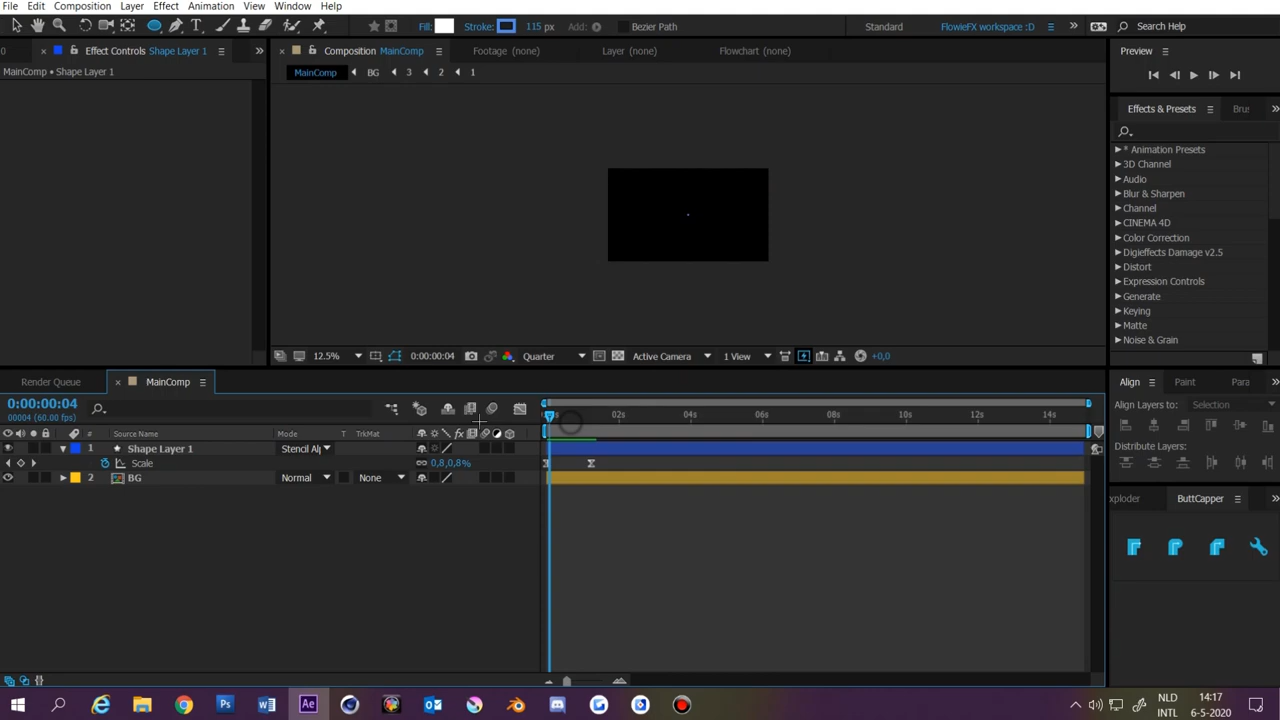 File Edit Composition Layer Effect Animation View Window Help
Fill: Stroke: 115 px Add: Bezier Path Standard FlowieFX workspace :D Search Help
0 Effect Controls Shape Layer 1 Composition MainComp Footage (none) Layer (none) Flowchart (none) Preview
MainComp • Shape Layer 1 MainComp BG 3 2 1
Effects & Presets Brus
* Animation Presets
3D Channel
Audio
Blur & Sharpen
Channel
CINEMA 4D
Color Correction
Digieffects Damage v2.5
Distort
Expression Controls
Generate
Keying
Matte
Noise & Grain
12.5% 0:00:00:04 Quarter Active Camera 1 View +0,0
Render Queue MainComp Align Paint Para
0:00:00:04
00004 (60.00 fps)
02s 04s 06s 08s 10s 12s 14s
Align Layers to: Selection
# Source Name Mode T TrkMat
Distribute Layers:
1 Shape Layer 1 Stencil Alp
Scale 0,8,0,8%
2 BG Normal None
xploder ButtCapper
NLD 14:17
INTL 6-5-2020